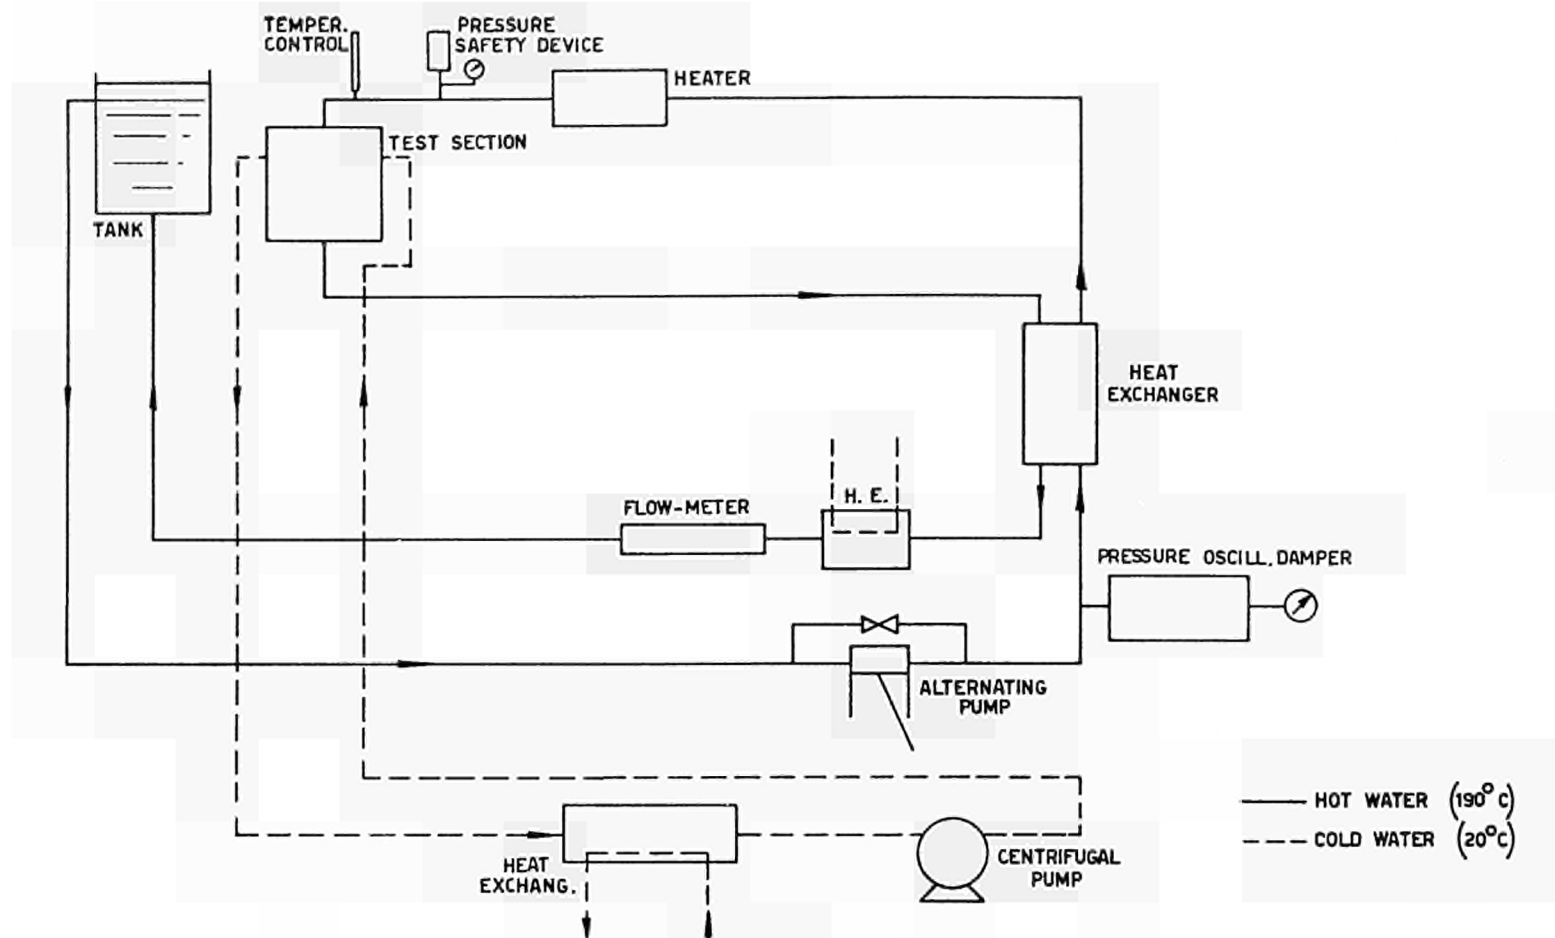 TEMPER.
CONTROL
PRESSURE
SAFETY DEVICE
HEATER
TEST SECTION
TANK
HEAT
EXCHANGER
H. E.
FLOW-METER
PRESSURE OSCILL. DAMPER
ALTERNATING
PUMP
HOT WATER (190°C)
COLD WATER (20°C)
HEAT
EXCHANG.
CENTRIFUGAL
PUMP